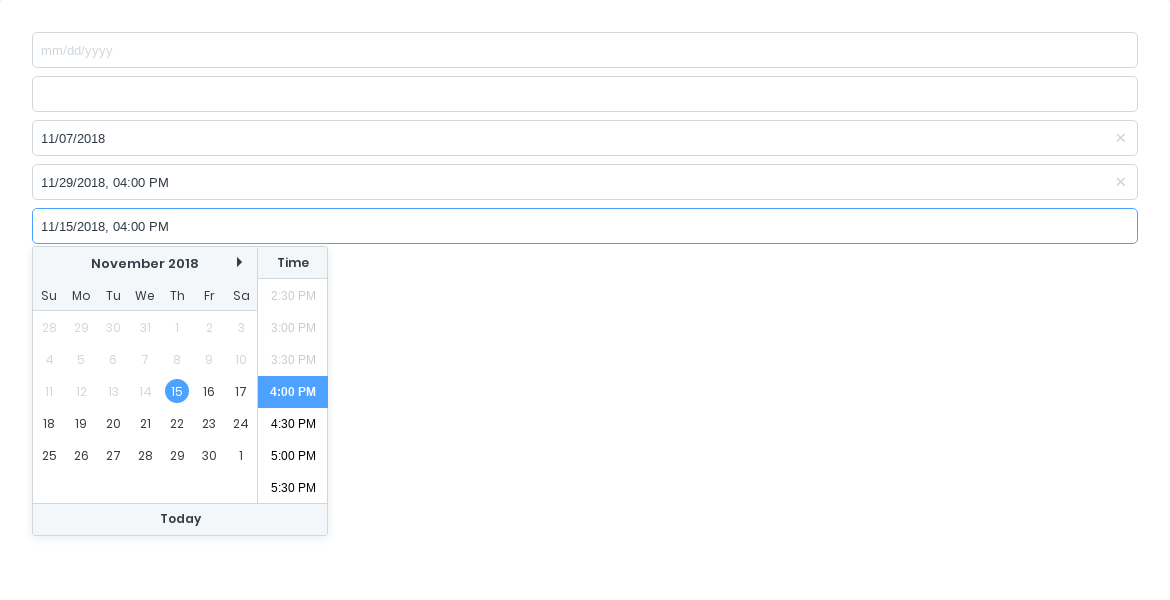 mm/dd/yyyy
11/07/2018 ×
11/29/2018, 04:00 PM ×
11/15/2018, 04:00 PM
November 2018 Time
Su Mo Tu We Th Fr Sa 2:30 PM
28 29 30 31 1 2 3 3:00 PM
4 5 6 7 8 9 10 3:30 PM
11 12 13 14 15 16 17 4:00 PM
18 19 20 21 22 23 24 4:30 PM
25 26 27 28 29 30 1 5:00 PM
5:30 PM
Today